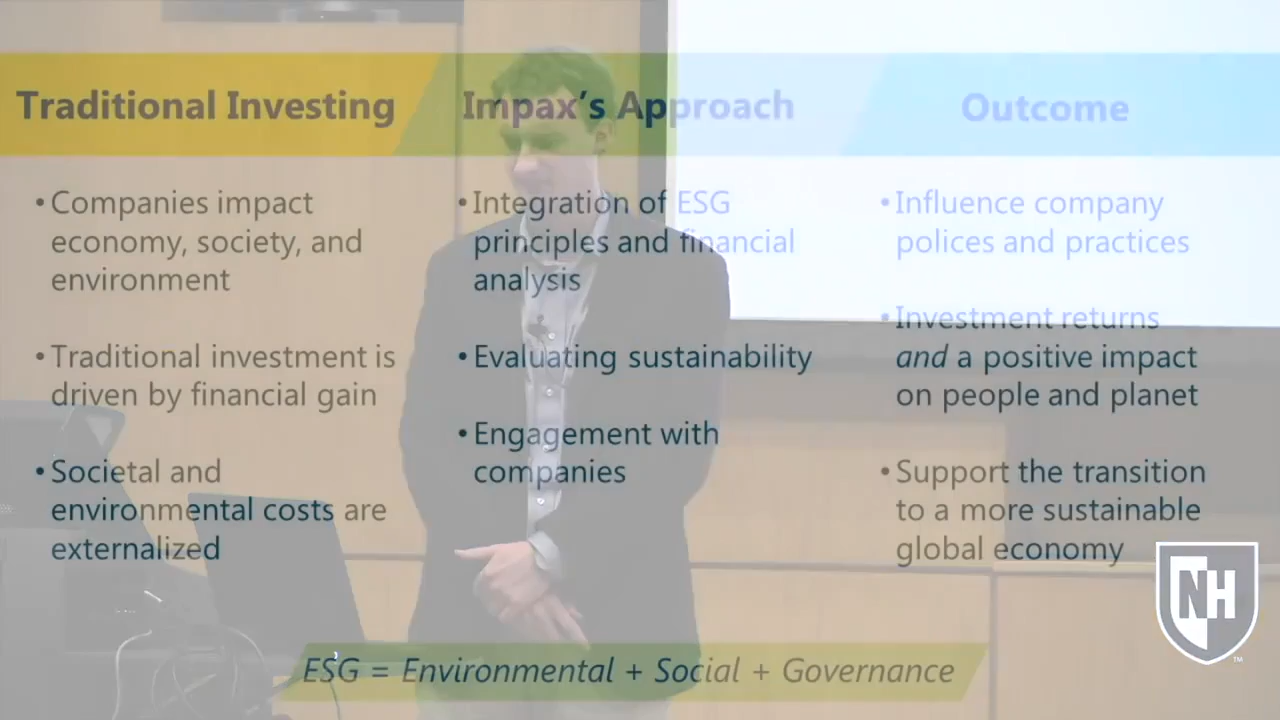 Traditional Investing
Impax's Approach
Outcome
• Companies impact
economy, society, and
environment
• Traditional investment is
driven by financial gain
• Societal and
environmental costs are
externalized
• Integration of ESG
principles and financial
analysis
• Evaluating sustainability
• Engagement with
companies
• Influence company
polices and practices
• Investment returns
and a positive impact
on people and planet
• Support the transition
to a more sustainable
global economy
ESG = Environmental + Social + Governance
NH
TM